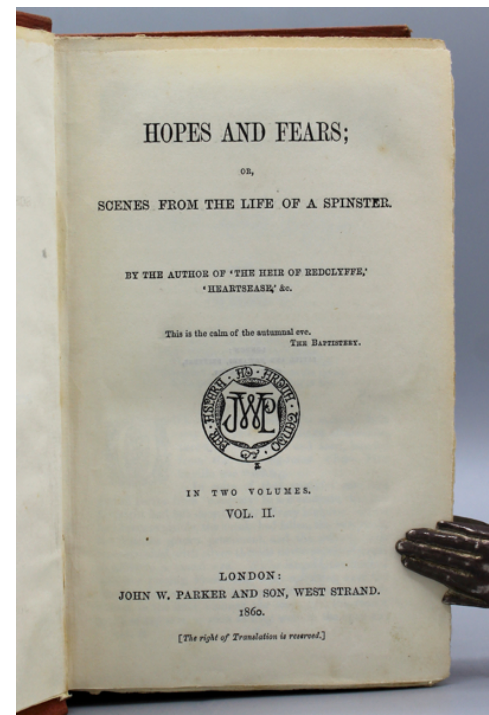 HOPES AND FEARS;
OR,
SCENES FROM THE LIFE OF A SPINSTER.
BY THE AUTHOR OF ‘THE HEIR OF REDCLYFFE,’
‘HEARTSEASE,’ &c.
This is the calm of the autumnal eve.
THE BAPTISTERY.
JWP
IN TWO VOLUMES.
VOL. II.
LONDON:
JOHN W. PARKER AND SON, WEST STRAND.
1860.
[The right of Translation is reserved.]